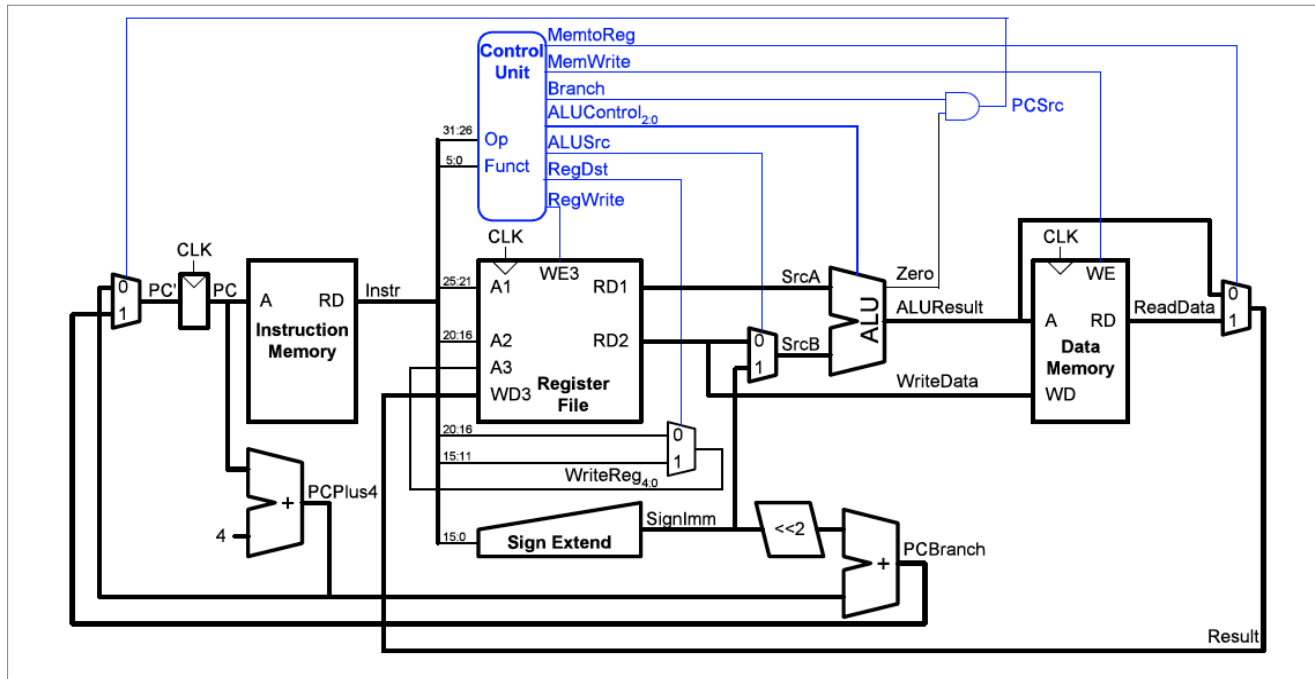 MemtoReg
Control
Unit
MemWrite
Branch
PCSrc
ALUControl2:0
31:26
Op
ALUSrc
5:0
Funct
RegDst
RegWrite
CLK
CLK
CLK
0
1
PC'
PC
A
RD
Instruction
Memory
Instr
25:21
A1
WE3
RD1
SrcA
Zero
WE
20:16
A2
RD2
0
1
SrcB
ALU
ALUResult
A
RD
ReadData
0
1
Data
Memory
A3
WD3
Register
File
WriteData
WD
20:16
0
15:11
1
WriteReg4:0
PCPlus4
+
4
SignImm
15:0
Sign Extend
<<2
+
PCBranch
Result